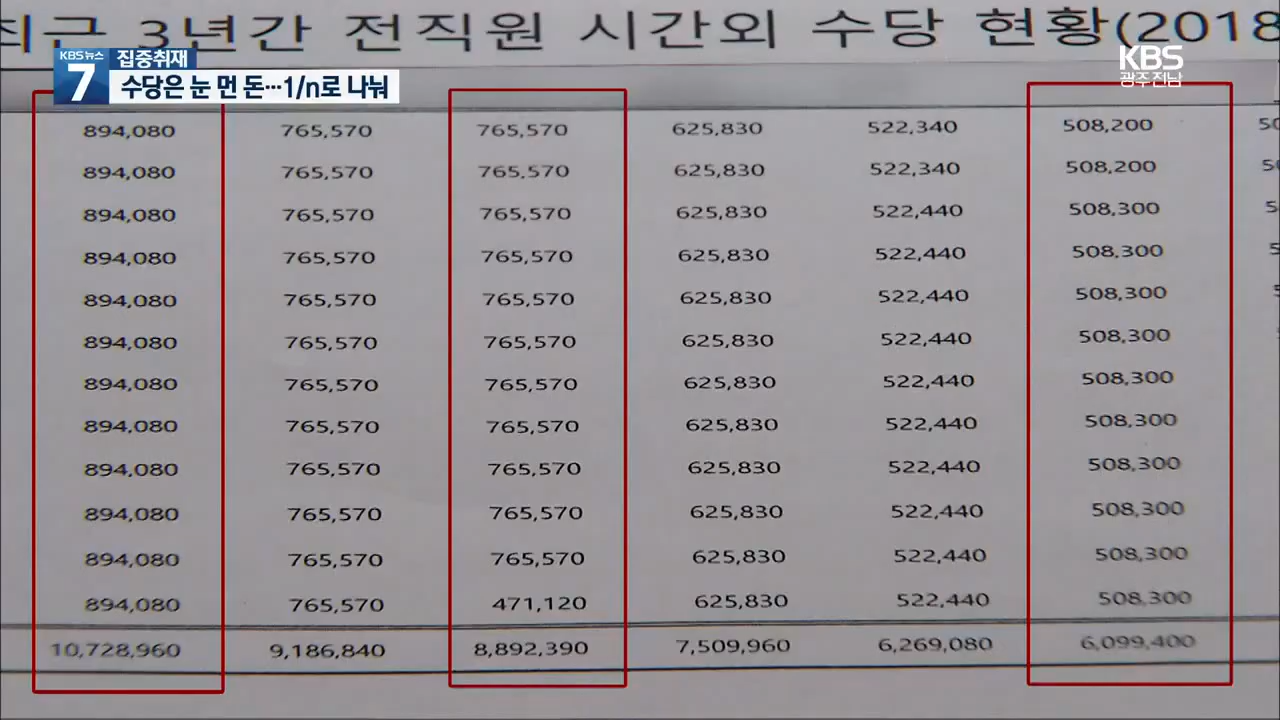 최근 3년간 전직원 시간외 수당 현황(2018
KBS 뉴스 7 집중취재
수당은 눈 먼 돈…1/n로 나눠
KBS
광주 전남
894,080 765,570 765,570 625,830 522,340 508,200
894,080 765,570 765,570 625,830 522,340 508,200
894,080 765,570 765,570 625,830 522,440 508,300
894,080 765,570 765,570 625,830 522,440 508,300
894,080 765,570 765,570 625,830 522,440 508,300
894,080 765,570 765,570 625,830 522,440 508,300
894,080 765,570 765,570 625,830 522,440 508,300
894,080 765,570 765,570 625,830 522,440 508,300
894,080 765,570 765,570 625,830 522,440 508,300
894,080 765,570 765,570 625,830 522,440 508,300
894,080 765,570 765,570 625,830 522,440 508,300
894,080 765,570 471,120 625,830 522,440 508,300
10,728,960 9,186,840 8,892,390 7,509,960 6,269,080 6,099,400